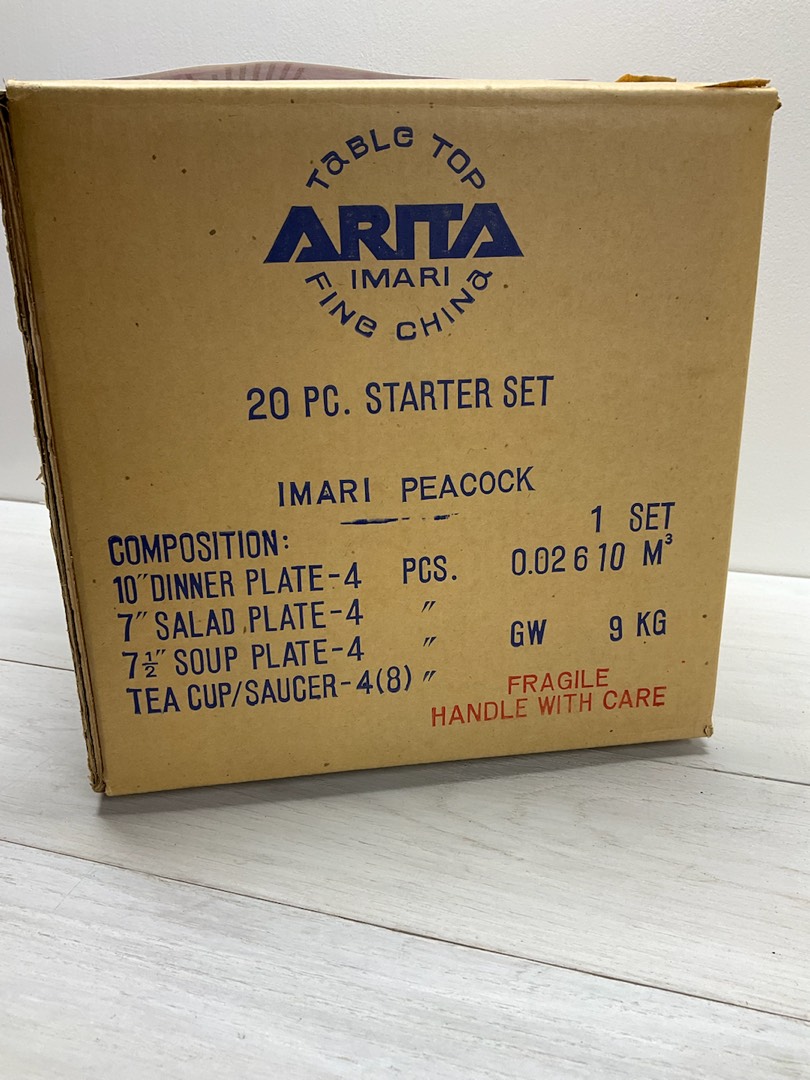 TABLE TOP
ARITA
IMARI
FINE CHINA
20 PC. STARTER SET
IMARI PEACOCK
COMPOSITION: 1 SET
10" DINNER PLATE-4 PCS. 0.02610 M³
7" SALAD PLATE-4 "
7½" SOUP PLATE-4 " GW 9 KG
TEA CUP/SAUCER-4(8) " FRAGILE
HANDLE WITH CARE